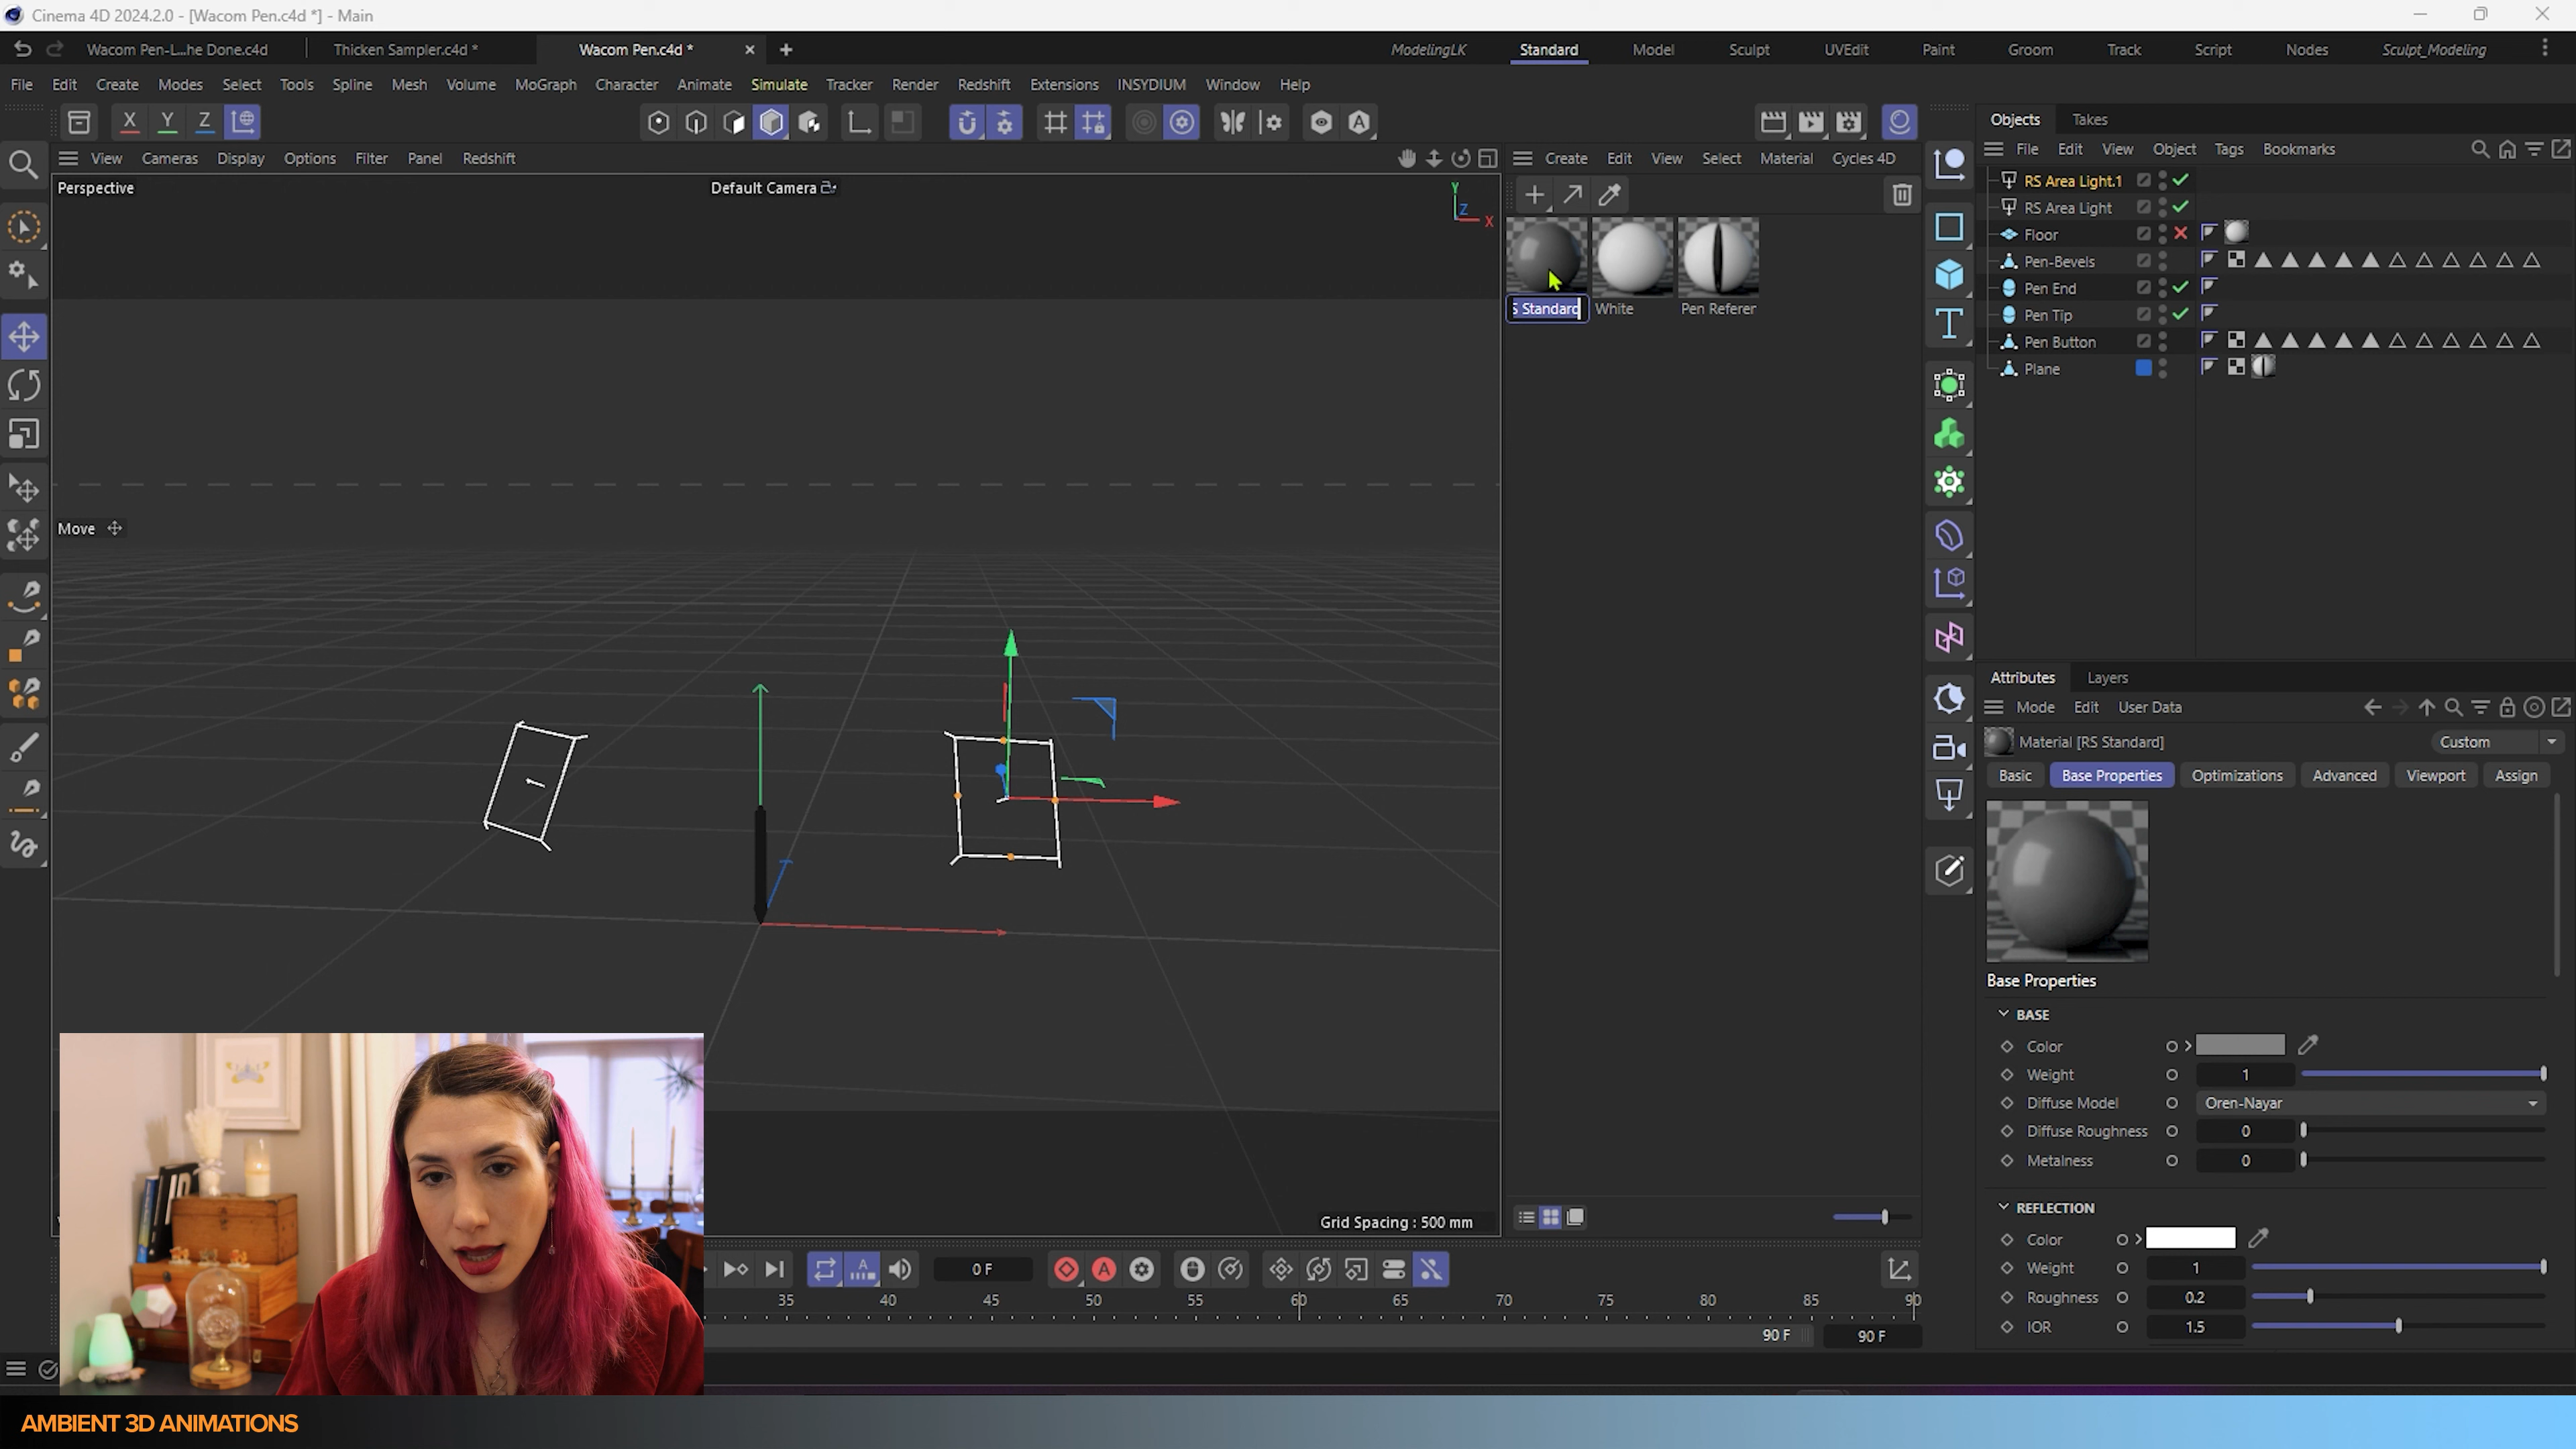 Cinema 4D 2024.2.0 - [Wacom Pen.c4d *] - Main
Wacom Pen-L...he Done.c4d
Thicken Sampler.c4d *
Wacom Pen.c4d *
ModelingLK
Standard
Model
Sculpt
UVEdit
Paint
Groom
Track
Script
Nodes
Sculpt_Modeling
File Edit Create Modes Select Tools Spline Mesh Volume MoGraph Character Animate Simulate Tracker Render Redshift Extensions INSYDIUM Window Help
X Y Z
View Cameras Display Options Filter Panel Redshift
Perspective
Default Camera
Y
Z
X
Move
Grid Spacing : 500 mm
Create Edit View Select Material Cycles 4D
S Standard
White
Pen Referer
Objects Takes
File Edit View Object Tags Bookmarks
RS Area Light.1
RS Area Light
Floor
Pen-Bevels
Pen End
Pen Tip
Pen Button
Plane
Attributes Layers
Mode Edit User Data
Material [RS Standard]
Custom
Basic Base Properties Optimizations Advanced Viewport Assign
Base Properties
BASE
Color
Weight 1
Diffuse Model Oren-Nayar
Diffuse Roughness 0
Metalness 0
REFLECTION
Color
Weight 1
Roughness 0.2
IOR 1.5
0 F
35 40 45 50 55 60 65 70 75 80 85 90
90 F
90 F
AMBIENT 3D ANIMATIONS